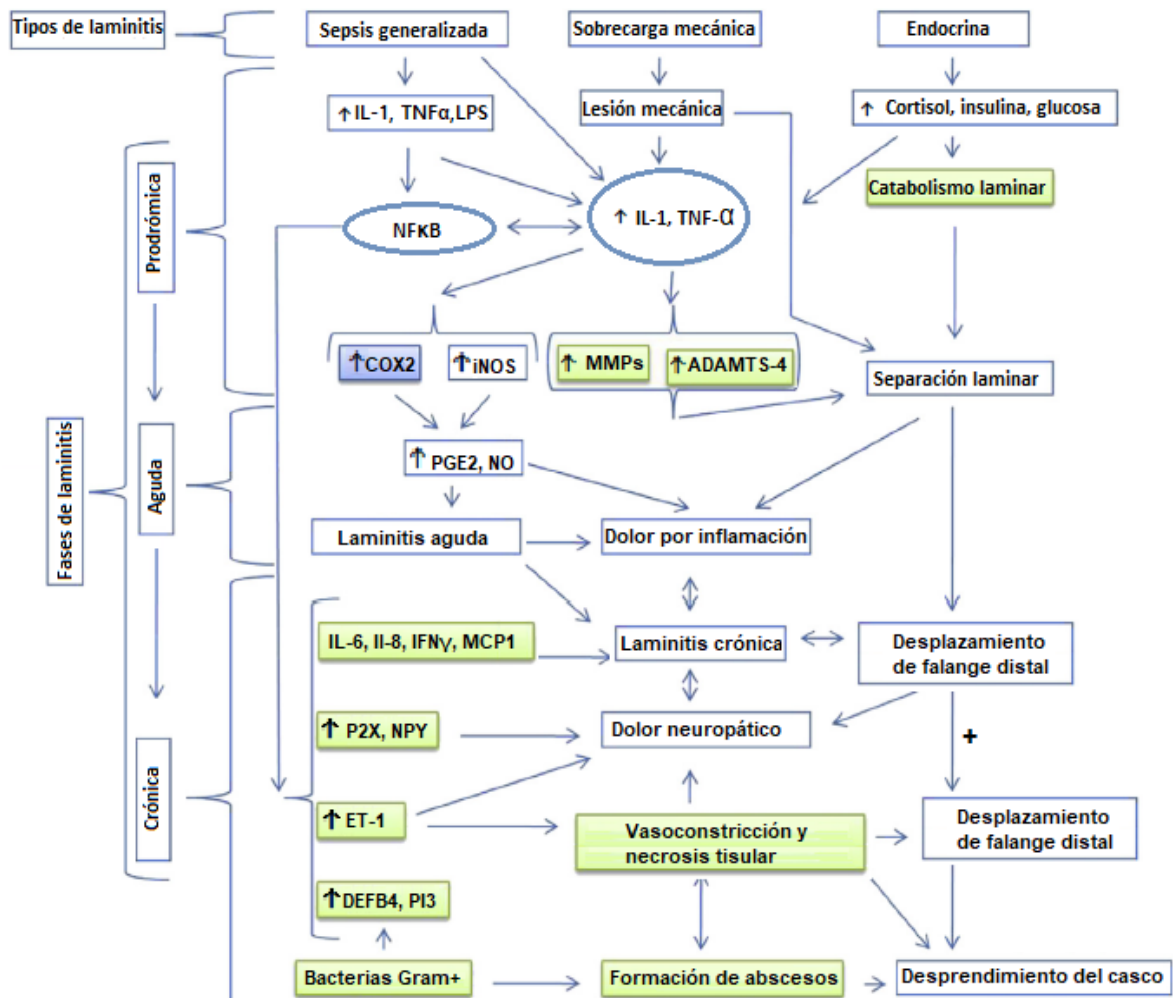 Tipos de laminitis
Sepsis generalizada
Sobrecarga mecánica
Endocrina
↑ IL-1, TNFα,LPS
Lesión mecánica
↑ Cortisol, insulina, glucosa
Catabolismo laminar
NFκB
↑ IL-1, TNF-α
Prodrómica
↑COX2
↑iNOS
↑ MMPs
↑ADAMTS-4
Separación laminar
Fases de laminitis
Aguda
↑ PGE2, NO
Laminitis aguda
Dolor por inflamación
IL-6, Il-8, IFNγ, MCP1
Laminitis crónica
Desplazamiento
de falange distal
↑ P2X, NPY
Dolor neuropático
+
Crónica
↑ ET-1
Vasoconstricción y
necrosis tisular
Desplazamiento
de falange distal
↑DEFB4, PI3
Bacterias Gram+
Formación de abscesos
Desprendimiento del casco